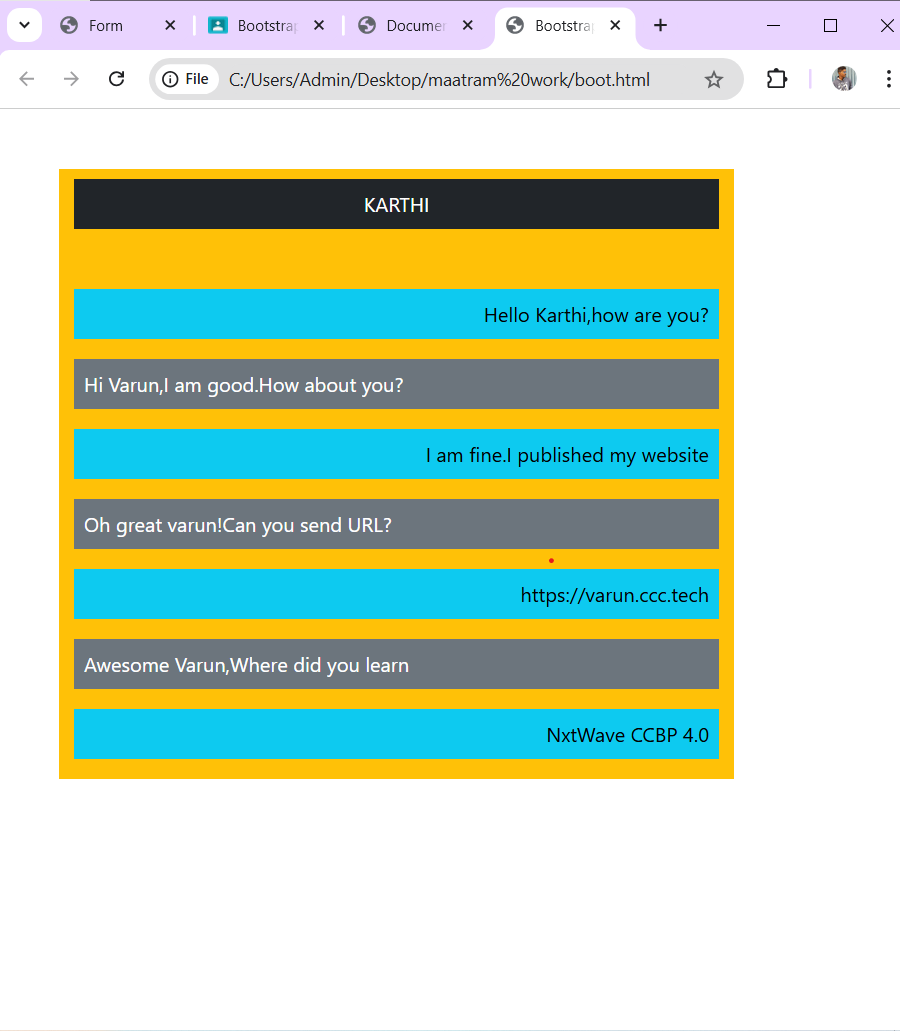 Form
Bootstrap
Documen
Bootstrap
File
C:/Users/Admin/Desktop/maatram%20work/boot.html
KARTHI
Hello Karthi,how are you?
Hi Varun,I am good.How about you?
I am fine.I published my website
Oh great varun!Can you send URL?
https://varun.ccc.tech
Awesome Varun,Where did you learn
NxtWave CCBP 4.0